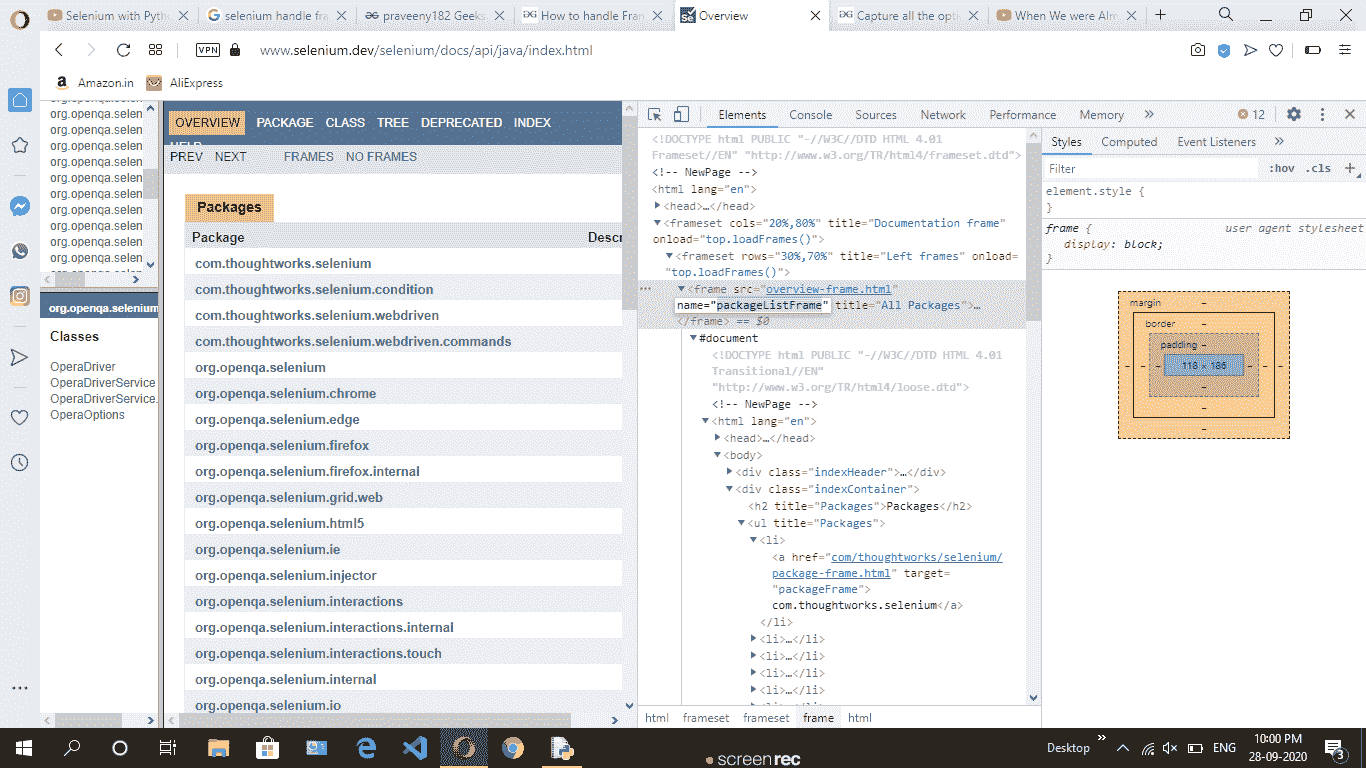 Selenium with Pyth
selenium handle fra
praveeny182 Geeks
How to handle Fran
Overview
Capture all the opti
When We were Alm
VPN
www.selenium.dev/selenium/docs/api/java/index.html
Amazon.in
AliExpress
org.openqa.selen
org.openqa.selen
org.openqa.selen
org.openqa.selen
org.openqa.selen
org.openqa.selen
org.openqa.selen
org.openqa.selen
org.openqa.selen
org.openqa.selen
org.openqa.selenium
Classes
OperaDriver
OperaDriverService
OperaDriverService.
OperaOptions
OVERVIEW PACKAGE CLASS TREE DEPRECATED INDEX
HELP
PREV NEXT FRAMES NO FRAMES
Packages
Package Descr
com.thoughtworks.selenium
com.thoughtworks.selenium.condition
com.thoughtworks.selenium.webdriven
com.thoughtworks.selenium.webdriven.commands
org.openqa.selenium
org.openqa.selenium.chrome
org.openqa.selenium.edge
org.openqa.selenium.firefox
org.openqa.selenium.firefox.internal
org.openqa.selenium.grid.web
org.openqa.selenium.html5
org.openqa.selenium.ie
org.openqa.selenium.injector
org.openqa.selenium.interactions
org.openqa.selenium.interactions.internal
org.openqa.selenium.interactions.touch
org.openqa.selenium.internal
org.openqa.selenium.io
Elements Console Sources Network Performance Memory » 12
<!DOCTYPE html PUBLIC "-//W3C//DTD HTML 4.01
Frameset//EN" "http://www.w3.org/TR/html4/frameset.dtd">
<!-- NewPage -->
<html lang="en">
<head>…</head>
<frameset cols="20%,80%" title="Documentation frame"
onload="top.loadFrames()">
<frameset rows="30%,70%" title="Left frames" onload=
"top.loadFrames()">
<frame src="overview-frame.html"
name="packageListFrame" title="All Packages">…
</frame> == $0
#document
<!DOCTYPE html PUBLIC "-//W3C//DTD HTML 4.01
Transitional//EN"
"http://www.w3.org/TR/html4/loose.dtd">
<!-- NewPage -->
<html lang="en">
<head>…</head>
<body>
<div class="indexHeader">…</div>
<div class="indexContainer">
<h2 title="Packages">Packages</h2>
<ul title="Packages">
<li>
<a href="com/thoughtworks/selenium/
package-frame.html" target=
"packageFrame">
com.thoughtworks.selenium</a>
</li>
<li>…</li>
<li>…</li>
<li>…</li>
<li>…</li>
html frameset frameset frame html
Styles Computed Event Listeners »
Filter :hov .cls +
element.style {
}
frame { user agent stylesheet
display: block;
}
margin –
border –
padding –
– – – 118 × 186 – – –
–
–
–
Desktop » ENG
10:00 PM
28-09-2020
3
screenrec